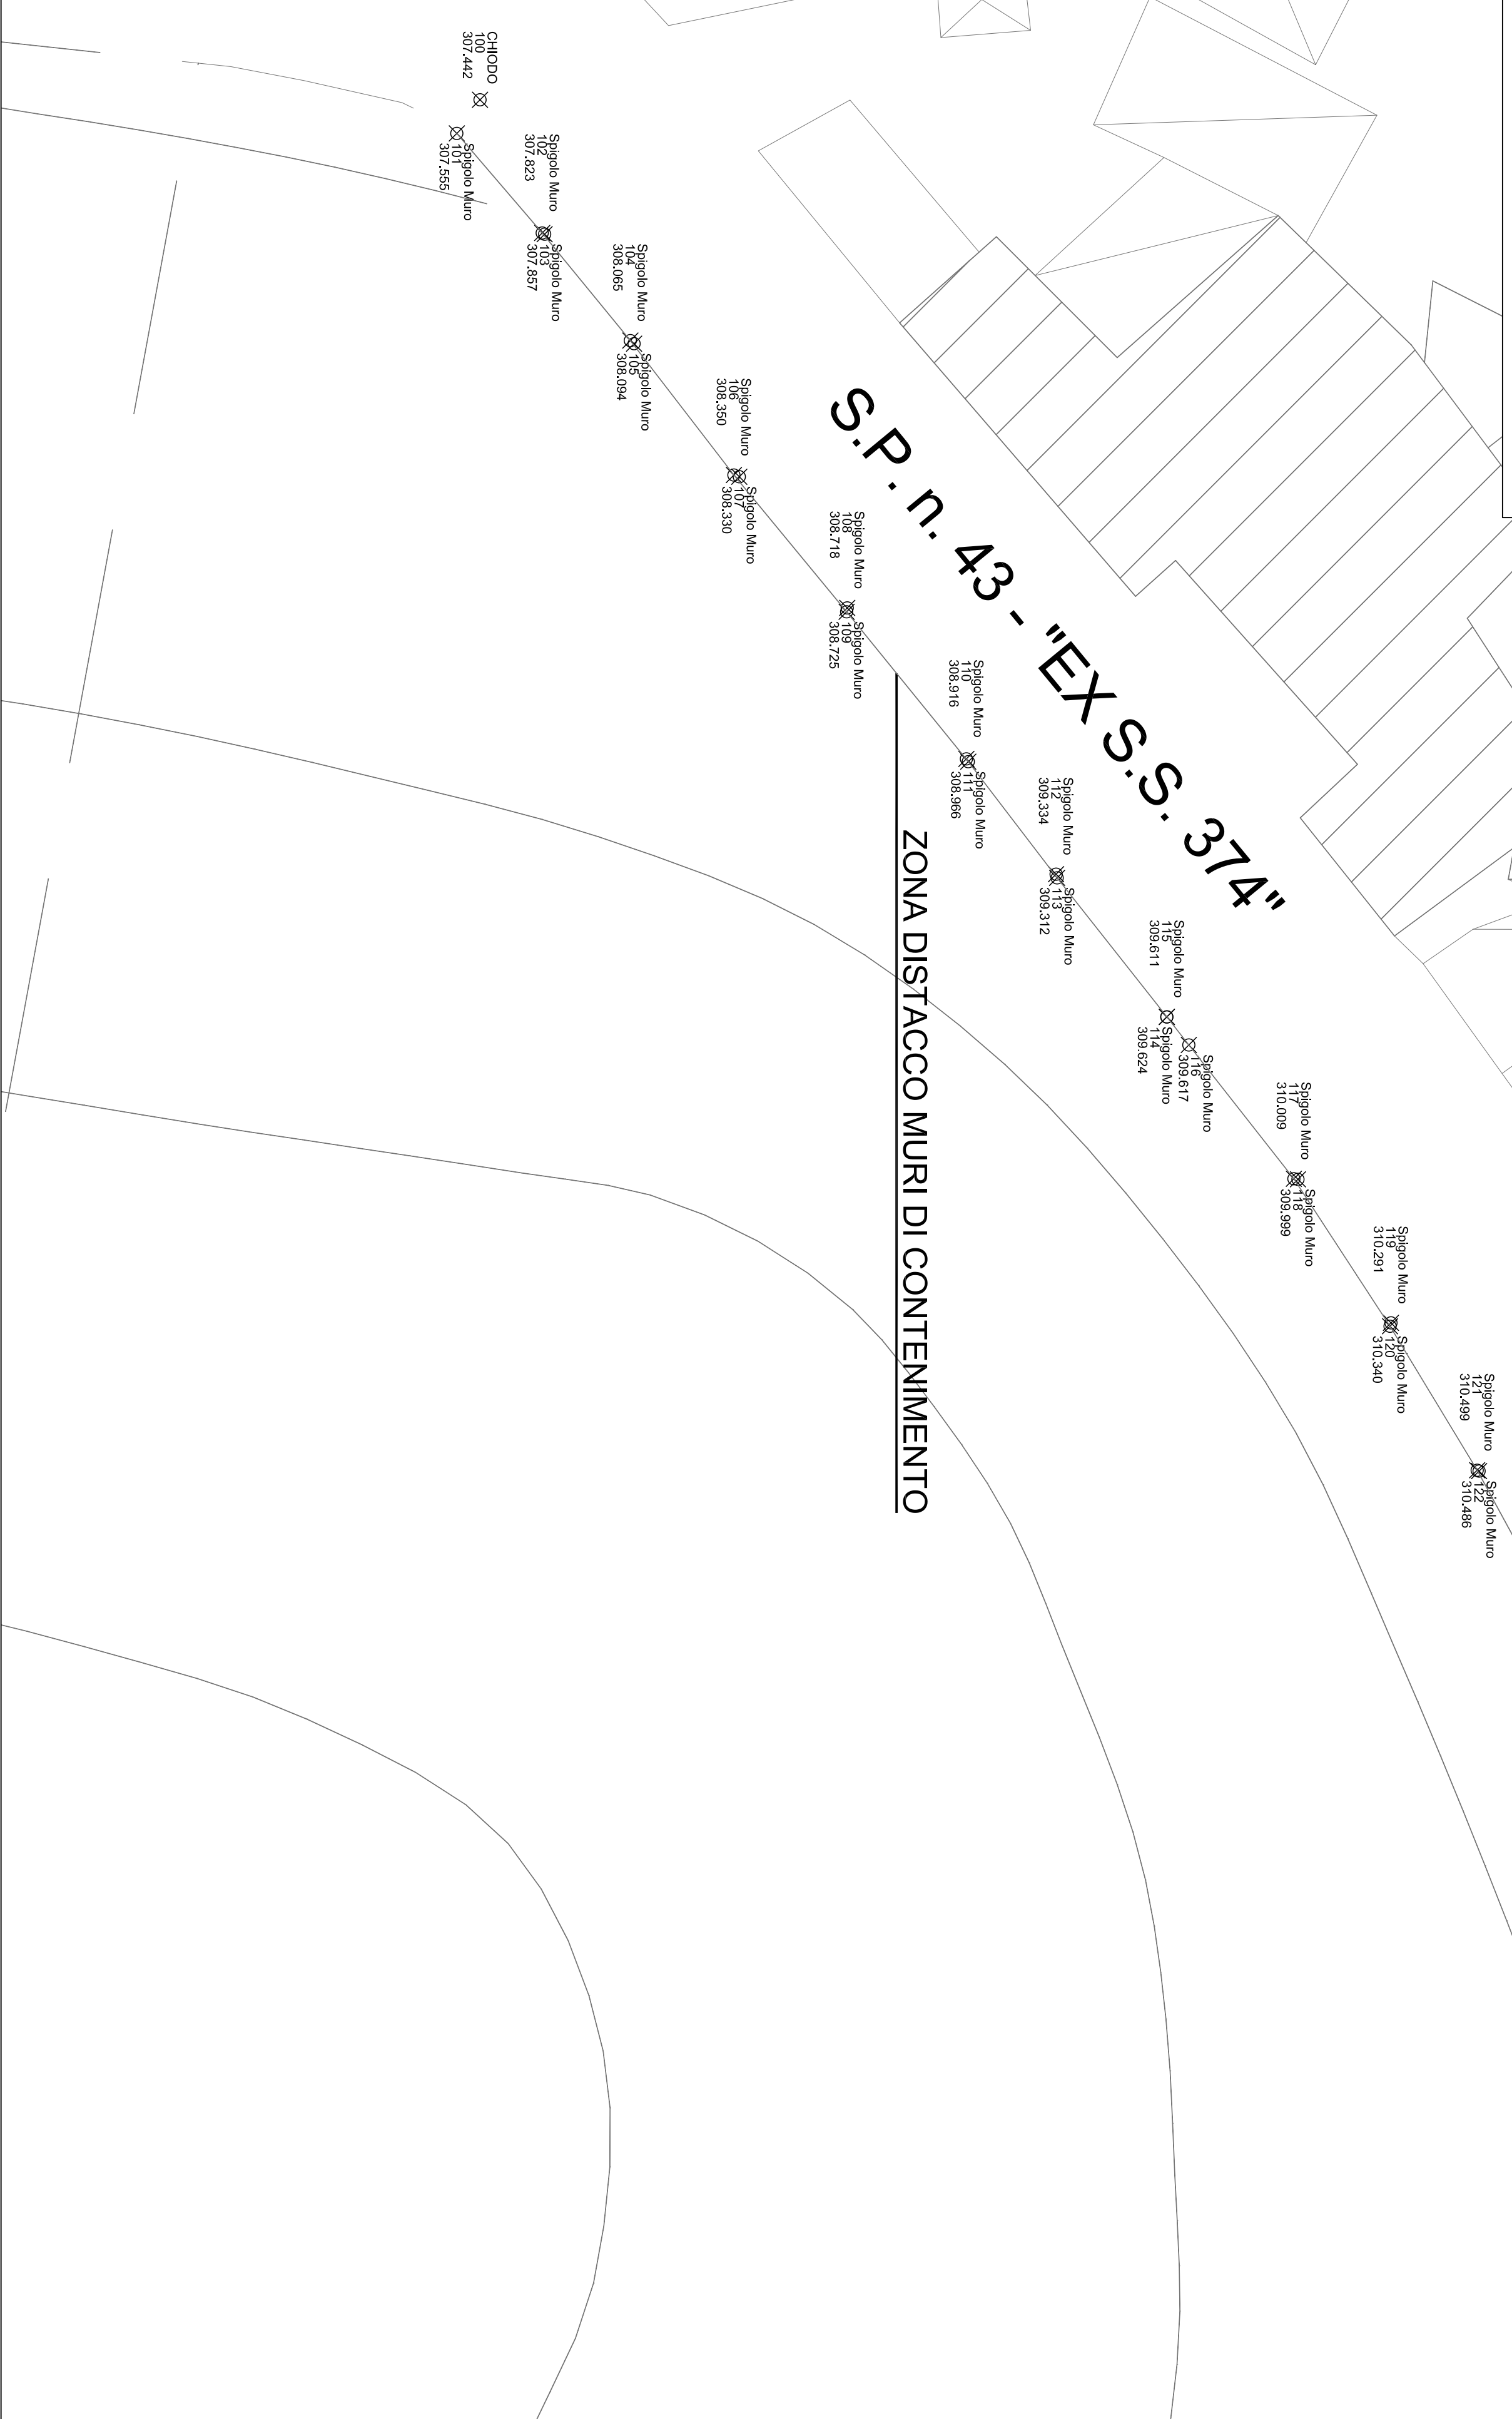 CHIODO
100
307.442
Spigolo Muro
101
307.555
Spigolo Muro
102
307.823
Spigolo Muro
103
307.857
Spigolo Muro
104
308.065
Spigolo Muro
105
308.094
Spigolo Muro
106
308.350
Spigolo Muro
107
308.330
Spigolo Muro
108
308.718
Spigolo Muro
109
308.725
Spigolo Muro
110
308.916
Spigolo Muro
111
308.966
Spigolo Muro
112
309.334
Spigolo Muro
113
309.312
Spigolo Muro
115
309.611
Spigolo Muro
114
309.624
Spigolo Muro
116
309.617
Spigolo Muro
117
310.009
Spigolo Muro
118
309.999
Spigolo Muro
119
310.291
Spigolo Muro
120
310.340
Spigolo Muro
121
310.499
Spigolo Muro
122
310.486
S.P. n. 43 - "EX S.S. 374"
ZONA DISTACCO MURI DI CONTENIMENTO